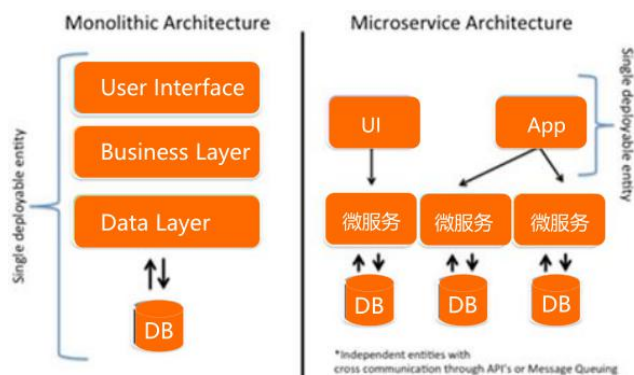 Monolithic Architecture
Single deployable entity
User Interface
Business Layer
Data Layer
DB
Microservice Architecture
UI
App
Single deployable
entity
微服务
微服务
微服务
DB
DB
DB
*Independent entities with
cross communication through API's or Message Queuing